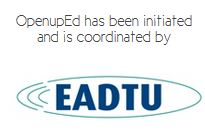 OpenupEd has been initiated
and is coordinated by
EADTU